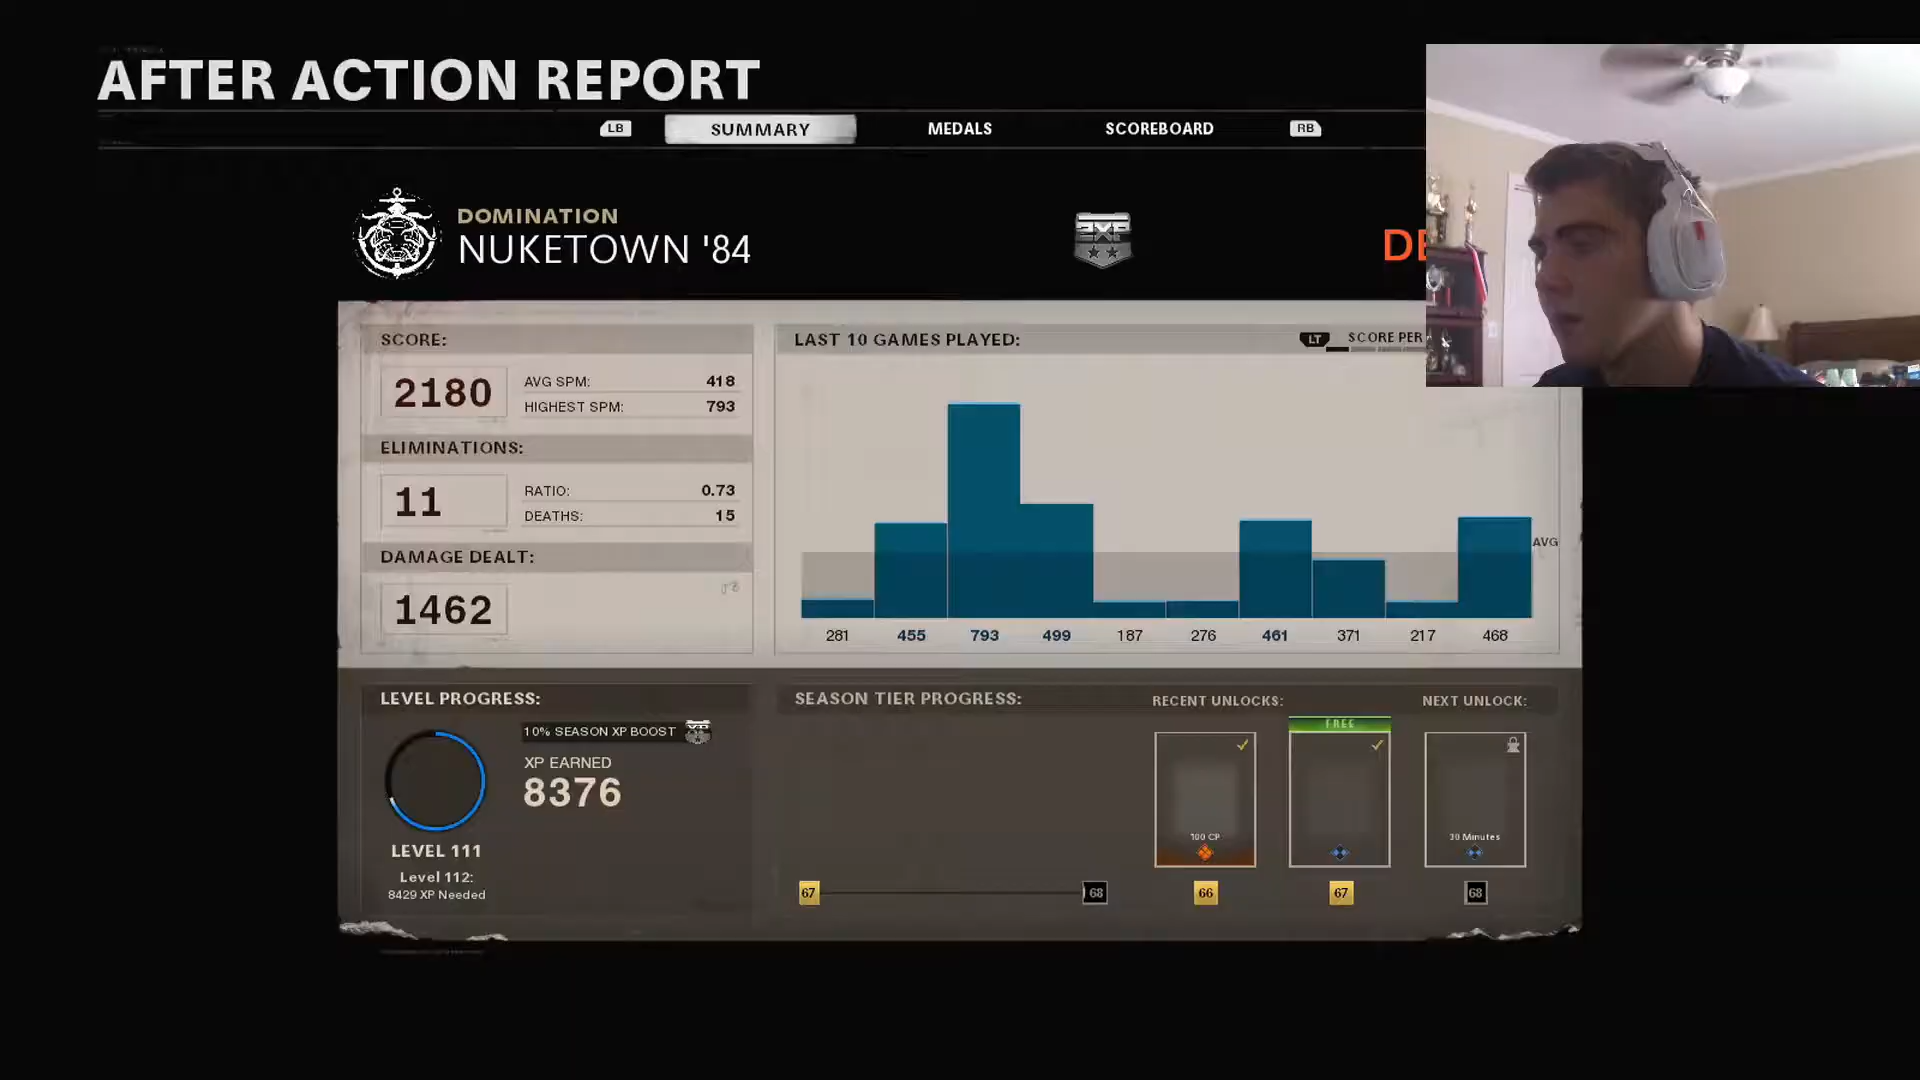 AFTER ACTION REPORT
LB SUMMARY MEDALS SCOREBOARD RB
DOMINATION
NUKETOWN '84
2XP
DE
SCORE:
2180
AVG SPM: 418
HIGHEST SPM: 793
ELIMINATIONS:
11
RATIO: 0.73
DEATHS: 15
DAMAGE DEALT:
1462
LAST 10 GAMES PLAYED:
LT SCORE PER
AVG
281 455 793 499 187 276 461 371 217 468
LEVEL PROGRESS:
10% SEASON XP BOOST
XP EARNED
8376
LEVEL 111
Level 112:
8429 XP Needed
SEASON TIER PROGRESS:
67 68
RECENT UNLOCKS:
FREE
100 CP
66 67
NEXT UNLOCK:
30 Minutes
68